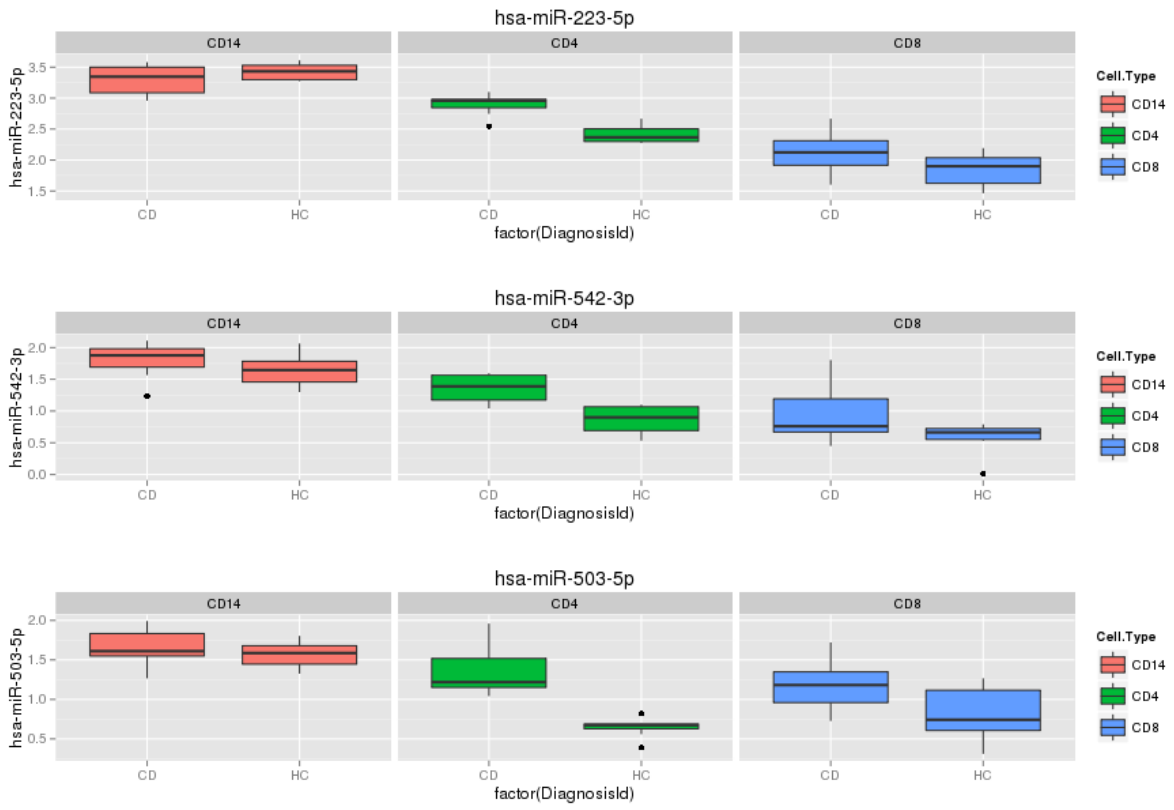 hsa-miR-223-5p
CD14 CD4 CD8
hsa-miR-223-5p
3.5
3.0
2.5
2.0
1.5
CD HC CD HC CD HC
factor(DiagnosisId)
Cell.Type
CD14
CD4
CD8
hsa-miR-542-3p
CD14 CD4 CD8
hsa-miR-542-3p
2.0
1.5
1.0
0.5
0.0
CD HC CD HC CD HC
factor(DiagnosisId)
Cell.Type
CD14
CD4
CD8
hsa-miR-503-5p
CD14 CD4 CD8
hsa-miR-503-5p
2.0
1.5
1.0
0.5
CD HC CD HC CD HC
factor(DiagnosisId)
Cell.Type
CD14
CD4
CD8